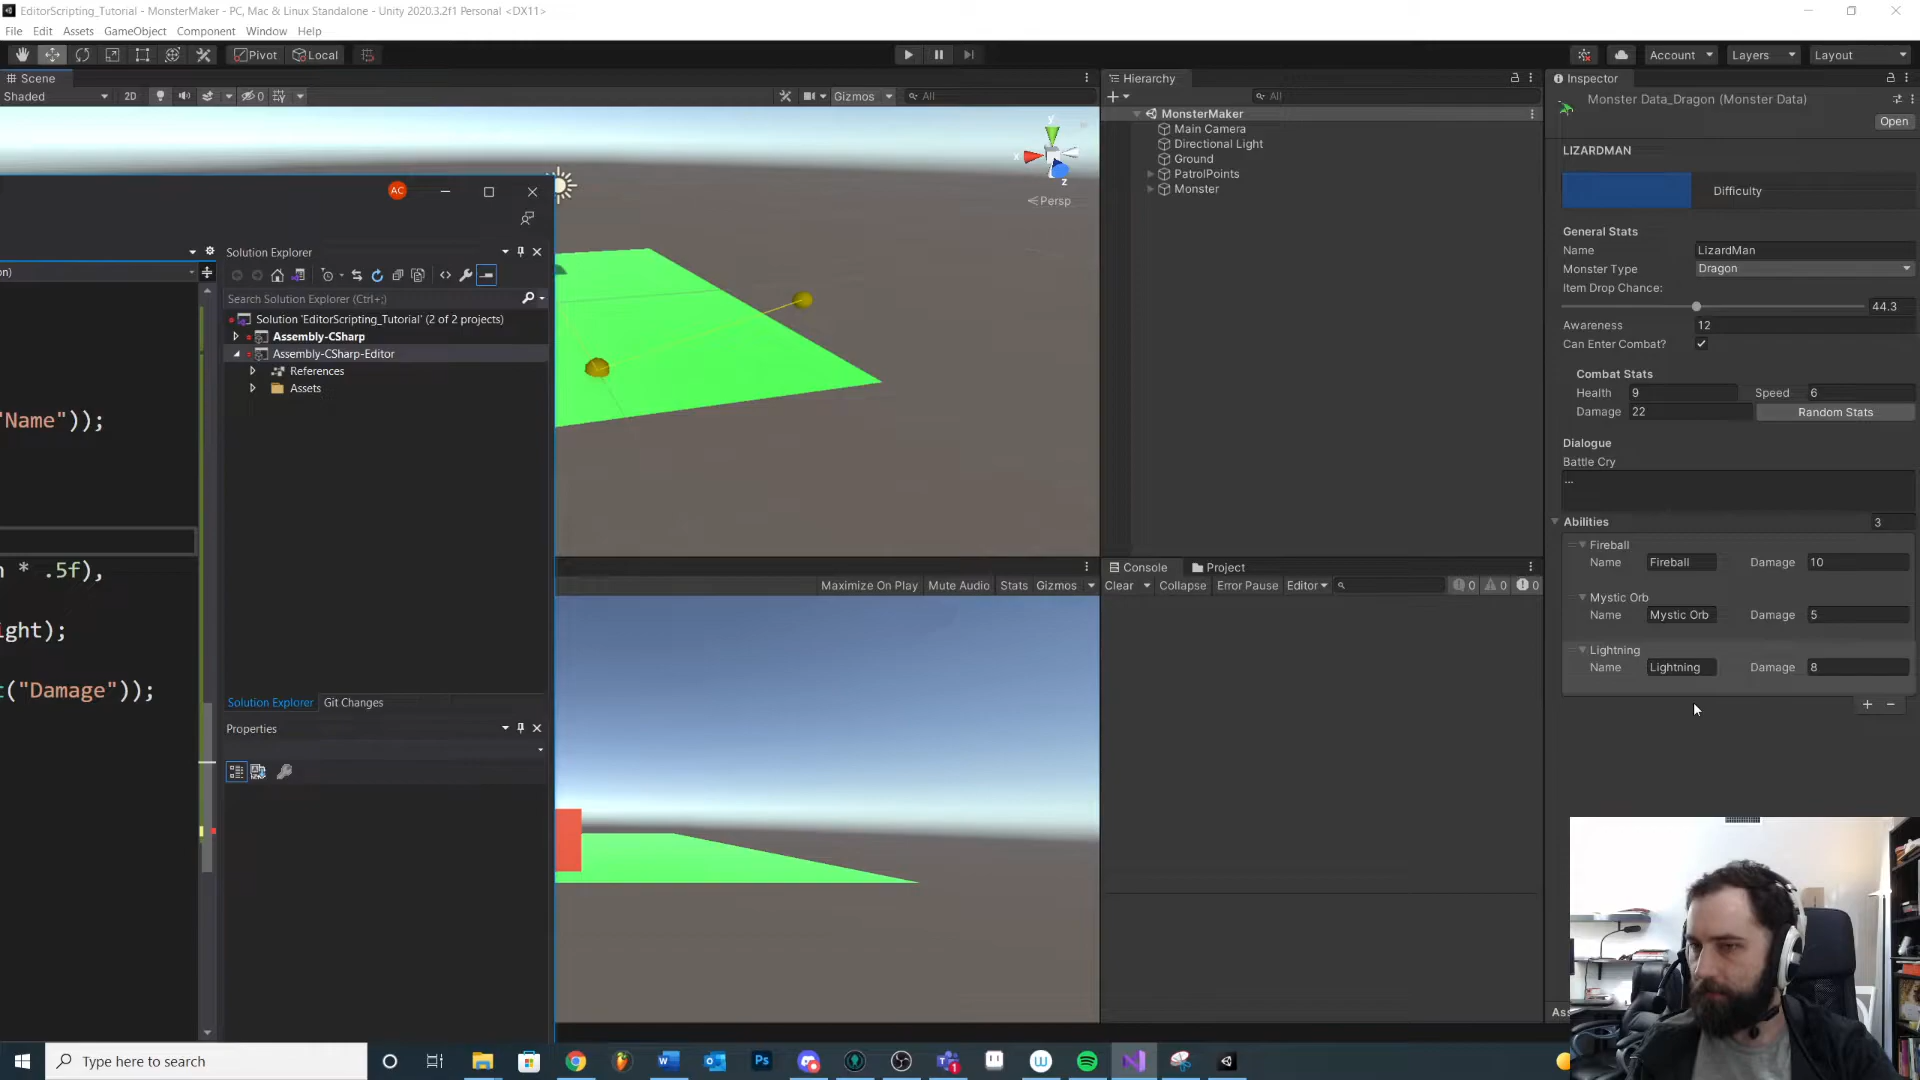 EditorScripting_Tutorial - MonsterMaker - PC, Mac & Linux Standalone - Unity 2020.3.2f1 Personal <DX11>
File Edit Assets GameObject Component Window Help
Pivot Local Account Layers Layout
Scene
Shaded 2D 0 Gizmos All
y
x
z
Persp
Hierarchy
All
MonsterMaker
Main Camera
Directional Light
Ground
PatrolPoints
Monster
Inspector
Monster Data_Dragon (Monster Data)
Open
LIZARDMAN
Difficulty
General Stats
Name LizardMan
Monster Type Dragon
Item Drop Chance:
44.3
Awareness 12
Can Enter Combat?
Combat Stats
Health 9 Speed 6
Damage 22 Random Stats
Dialogue
Battle Cry
...
Abilities 3
Fireball
Name Fireball Damage 10
Mystic Orb
Name Mystic Orb Damage 5
Lightning
Name Lightning Damage 8
+ -
AC
Solution Explorer
Search Solution Explorer (Ctrl+;)
Solution 'EditorScripting_Tutorial' (2 of 2 projects)
Assembly-CSharp
Assembly-CSharp-Editor
References
Assets
Solution Explorer Git Changes
Properties
on)
"Name"));
n * .5f),
ight);
t("Damage"));
Maximize On Play Mute Audio Stats Gizmos
Console Project
Clear Collapse Error Pause Editor 0 0 0
Ass
Type here to search